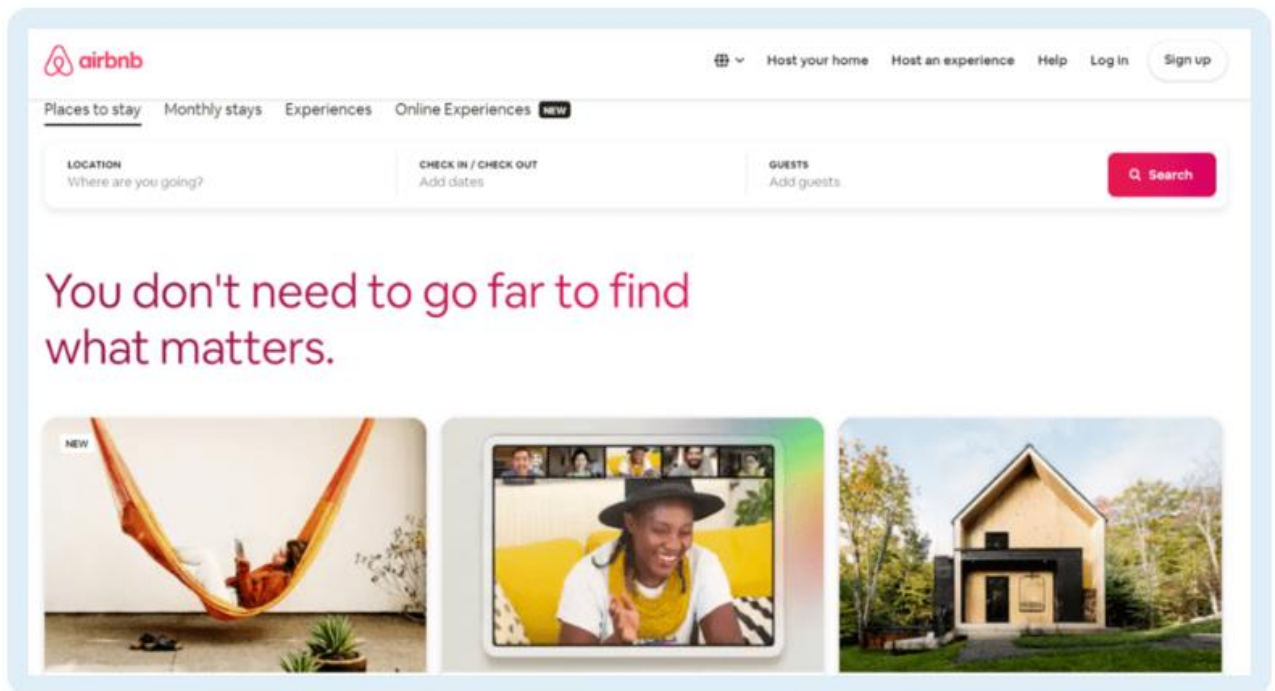 airbnb
Host your home Host an experience Help Log in Sign up
Places to stay Monthly stays Experiences Online Experiences NEW
LOCATION CHECK IN / CHECK OUT GUESTS
Where are you going? Add dates Add guests
Search
You don't need to go far to find
what matters.
NEW